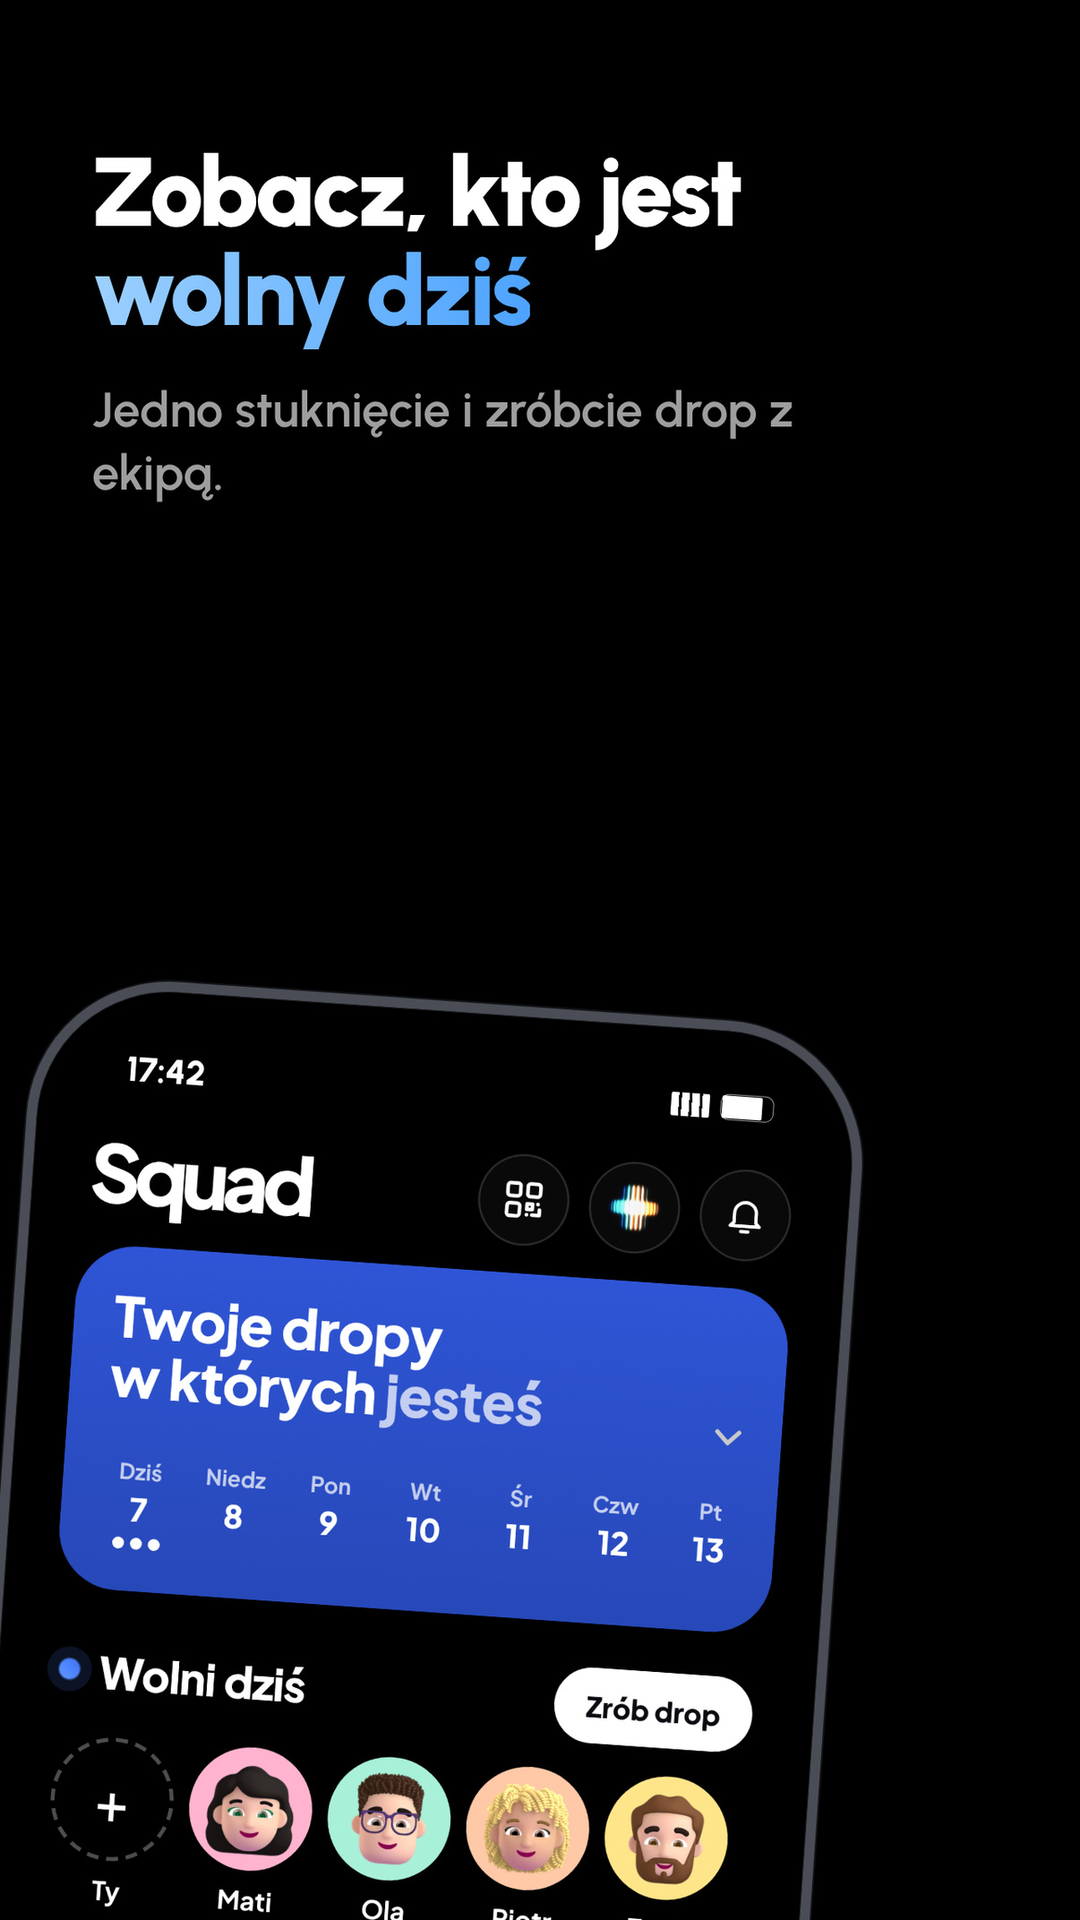 Zobacz, kto jest
wolny dziś
Jedno stuknięcie i zróbcie drop z
ekipą.
17:42
Squad
Twoje dropy
w których jesteś
Dziś Niedz Pon Wt Śr Czw Pt
7 8 9 10 11 12 13
Wolni dziś
Zrób drop
Ty Mati Ola Piotr